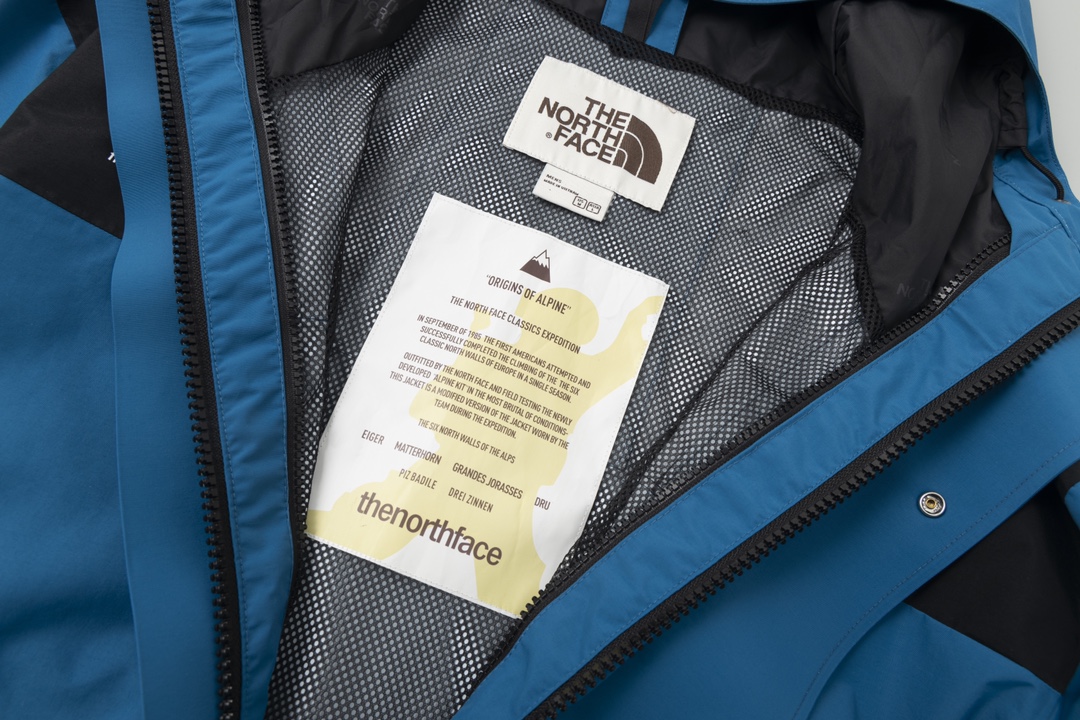 THE
NORTH
FACE
®
MEN'S
MADE IN VIETNAM
"ORIGINS OF ALPINE"
THE NORTH FACE CLASSICS EXPEDITION
IN SEPTEMBER OF 1985 THE FIRST AMERICANS ATTEMPTED AND
SUCCESSFULLY COMPLETED THE CLIMBING OF THE THE SIX
CLASSIC NORTH WALLS OF EUROPE IN A SINGLE SEASON.
OUTFITTED BY THE NORTH FACE AND FIELD TESTING THE NEWLY
DEVELOPED 'ALPINE KIT' IN THE MOST BRUTAL OF CONDITIONS-
THIS JACKET IS A MODIFIED VERSION OF THE JACKET WORN BY THE
TEAM DURING THE EXPEDITION.
THE SIX NORTH WALLS OF THE ALPS
EIGER MATTERHORN GRANDES JORASSES DRU
PIZ BADILE DREI ZINNEN
thenorthface